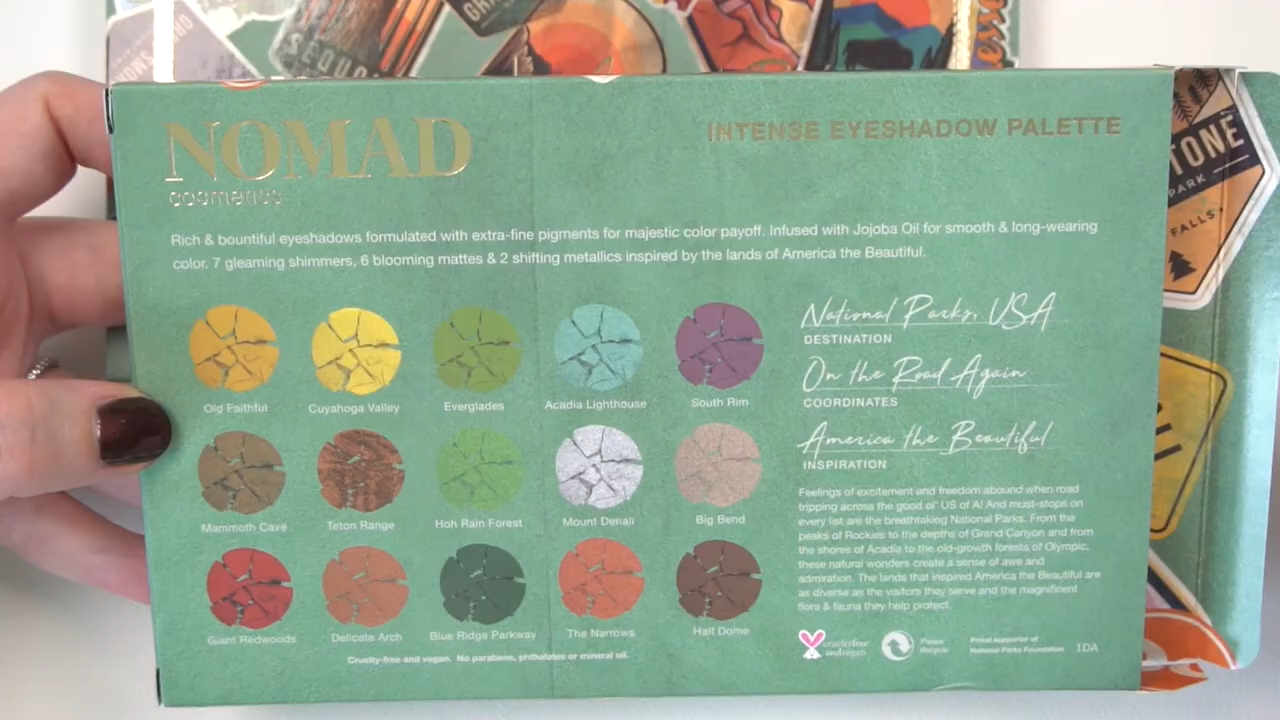 GRA
SEQUO
NOMAD
cosmetics
INTENSE EYESHADOW PALETTE
Rich & bountiful eyeshadows formulated with extra-fine pigments for majestic color payoff. Infused with Jojoba Oil for smooth & long-wearing
color. 7 gleaming shimmers, 6 blooming mattes & 2 shifting metallics inspired by the lands of America the Beautiful.
Old Faithful
Cuyahoga Valley
Everglades
Acadia Lighthouse
South Rim
Mammoth Cave
Teton Range
Hoh Rain Forest
Mount Denali
Big Bend
Giant Redwoods
Delicate Arch
Blue Ridge Parkway
The Narrows
Half Dome
Cruelty-free and vegan. No parabens, phthalates or mineral oil.
National Parks, USA
DESTINATION
On the Road Again
COORDINATES
America the Beautiful
INSPIRATION
Feelings of excitement and freedom abound when road
tripping across the good ol' US of A! And must-stops on
every list are the breathtaking National Parks. From the
peaks of Rockies to the depths of Grand Canyon and from
the shores of Acadia to the old-growth forests of Olympic,
these natural wonders create a sense of awe and
admiration. The lands that inspired America the Beautiful are
as diverse as the visitors they serve and the magnificent
flora & fauna they help protect.
crueltyfree
andvegan
Please
Recycle
Proud supporter of
National Parks Foundation
1DA
TONE
PARK
FALLS.